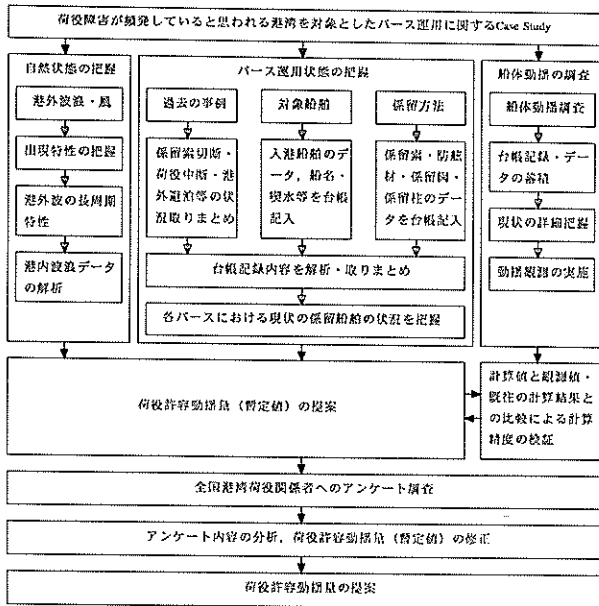 荷役障害が頻発していると思われる港湾を対象としたバース運用に関するCase Study
自然状態の把握
港外波浪・風
出現特性の把握
港外波の長周期
特性
港内波浪データ
の解析
バース運用状態の把握
過去の事例
係留索切断・
荷役中断・港
外避泊等の状
況取りまとめ
対象船舶
入港船舶のデ
ータ，船名・
喫水等を台帳
記入
係留方法
係留索・防舷
材・係留図・
係留柱のデー
タを台帳記入
台帳記録内容を解析・取りまとめ
各バースにおける現状の係留船舶の状況を把握
船体動揺の調査
船体動揺調査
台帳記録・デー
タの蓄積
現状の詳細把握
動揺観測の実施
荷役許容動揺量（暫定値）の提案
計算値と観測値・
既往の計算結果と
の比較による計算
精度の検証
全国港湾荷役関係者へのアンケート調査
アンケート内容の分析，荷役許容動揺量（暫定値）の修正
荷役許容動揺量の提案